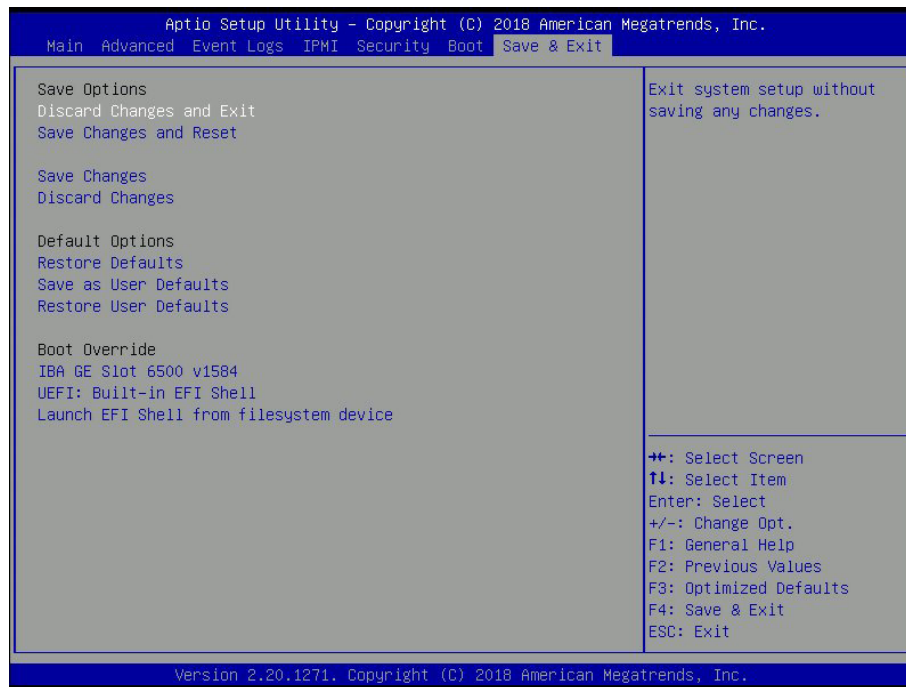 Aptio Setup Utility – Copyright (C) 2018 American Megatrends, Inc.
Main Advanced Event Logs IPMI Security Boot Save & Exit
Save Options
Discard Changes and Exit
Save Changes and Reset
Save Changes
Discard Changes
Default Options
Restore Defaults
Save as User Defaults
Restore User Defaults
Boot Override
IBA GE Slot 6500 v1584
UEFI: Built-in EFI Shell
Launch EFI Shell from filesystem device
Exit system setup without
saving any changes.
→←: Select Screen
↑↓: Select Item
Enter: Select
+/-: Change Opt.
F1: General Help
F2: Previous Values
F3: Optimized Defaults
F4: Save & Exit
ESC: Exit
Version 2.20.1271. Copyright (C) 2018 American Megatrends, Inc.